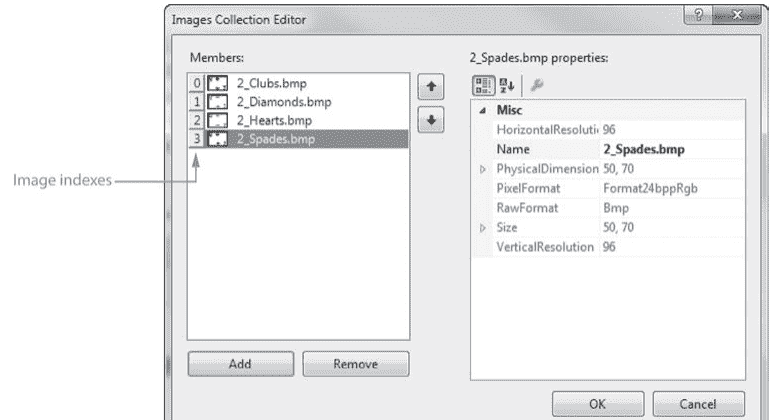 Images Collection Editor
Members:
0 2_Clubs.bmp
1 2_Diamonds.bmp
2 2_Hearts.bmp
3 2_Spades.bmp
Image indexes
Add
Remove
2_Spades.bmp properties:
Misc
HorizontalResoluti 96
Name 2_Spades.bmp
PhysicalDimension 50, 70
PixelFormat Format24bppRgb
RawFormat Bmp
Size 50, 70
VerticalResolution 96
OK
Cancel